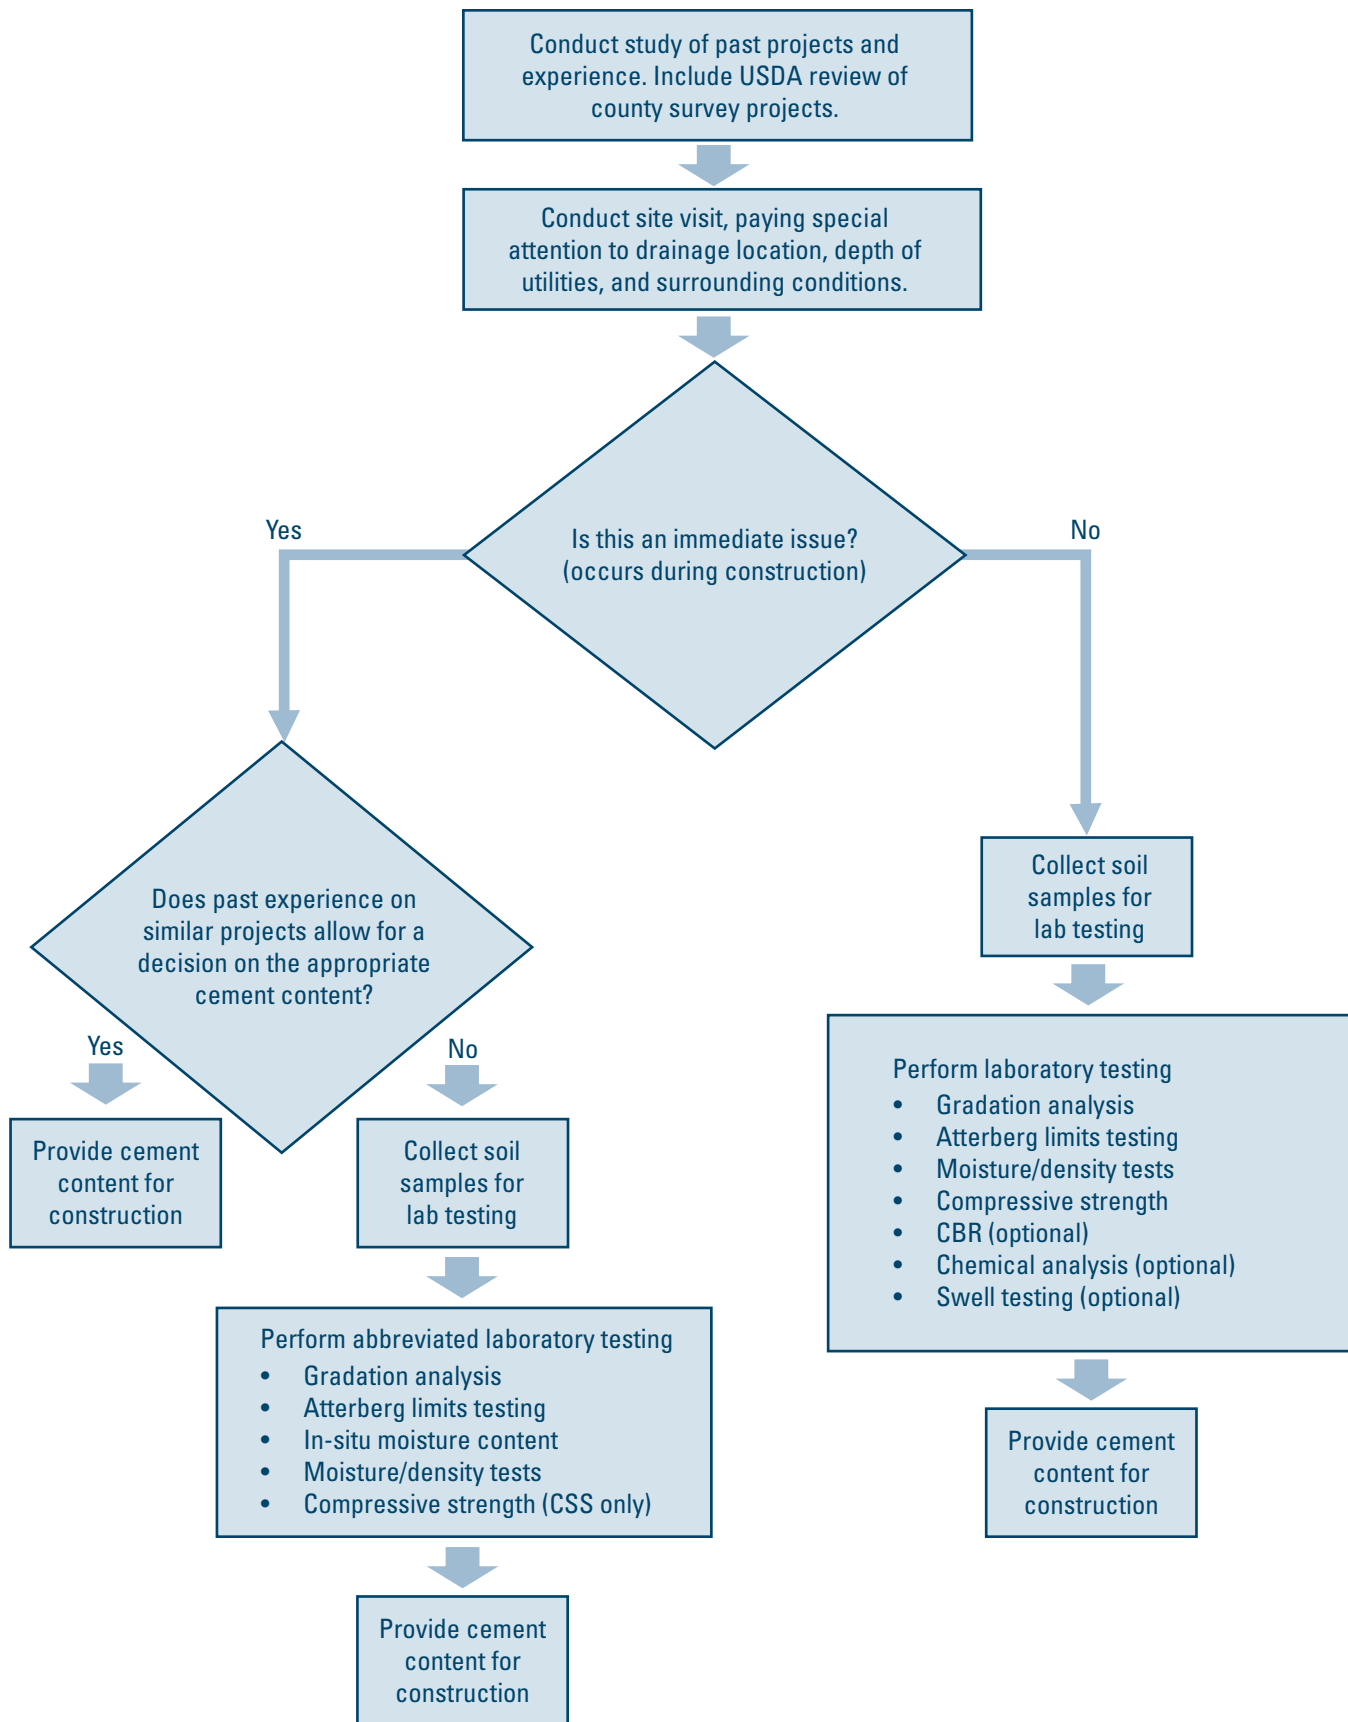 Conduct study of past projects and
experience. Include USDA review of
county survey projects.
Conduct site visit, paying special
attention to drainage location, depth of
utilities, and surrounding conditions.
Is this an immediate issue?
(occurs during construction)
Yes
No
Does past experience on
similar projects allow for a
decision on the appropriate
cement content?
Yes
No
Provide cement
content for
construction
Collect soil
samples for
lab testing
Perform abbreviated laboratory testing
• Gradation analysis
• Atterberg limits testing
• In-situ moisture content
• Moisture/density tests
• Compressive strength (CSS only)
Provide cement
content for
construction
Collect soil
samples for
lab testing
Perform laboratory testing
• Gradation analysis
• Atterberg limits testing
• Moisture/density tests
• Compressive strength
• CBR (optional)
• Chemical analysis (optional)
• Swell testing (optional)
Provide cement
content for
construction